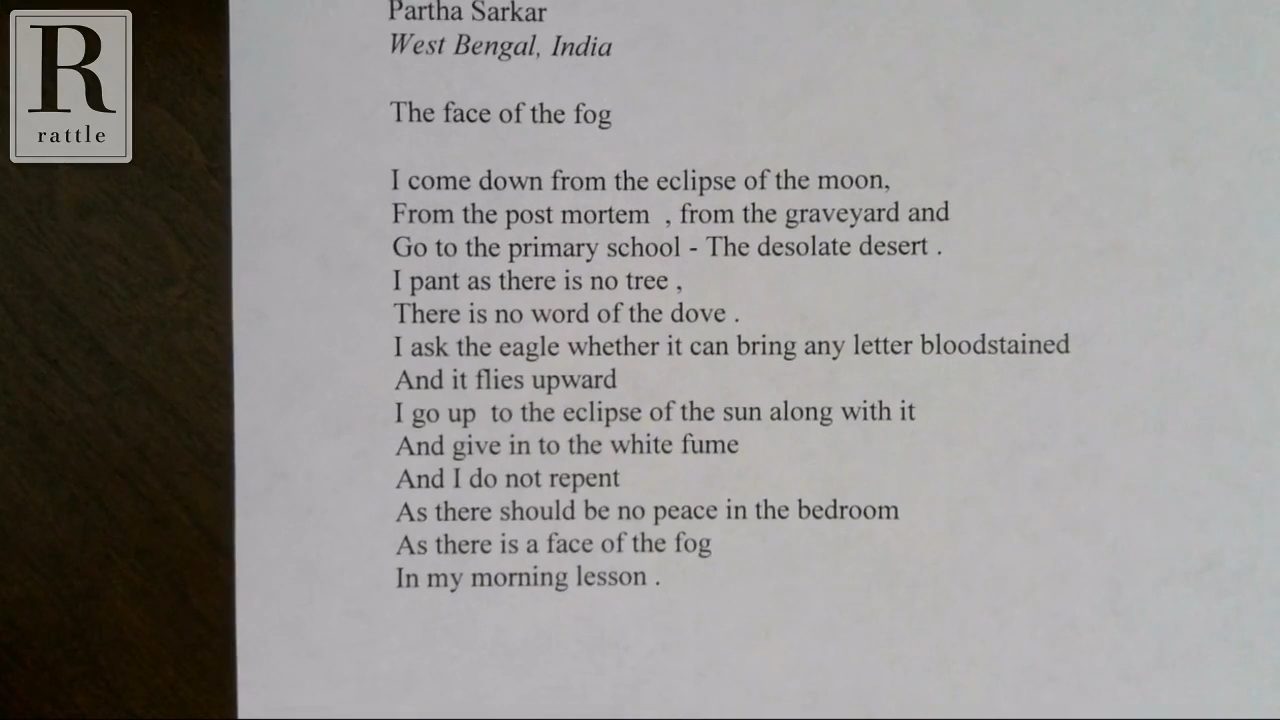 R
rattle
Partha Sarkar
West Bengal, India
The face of the fog
I come down from the eclipse of the moon,
From the post mortem  , from the graveyard and
Go to the primary school - The desolate desert .
I pant as there is no tree ,
There is no word of the dove .
I ask the eagle whether it can bring any letter bloodstained
And it flies upward
I go up  to the eclipse of the sun along with it
And give in to the white fume
And I do not repent
As there should be no peace in the bedroom
As there is a face of the fog
In my morning lesson .